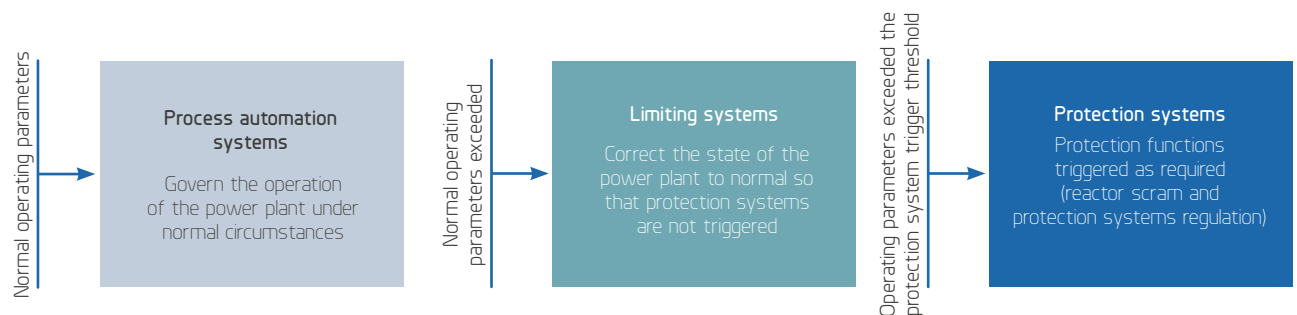 Normal operating parameters
Process automation
systems
Govern the operation
of the power plant under
normal circumstances
Normal operating
parameters exceeded
Limiting systems
Correct the state of the
power plant to normal so
that protection systems
are not triggered
Operating parameters exceeded the
protection system trigger threshold
Protection systems
Protection functions
triggered as required
(reactor scram and
protection systems regulation)